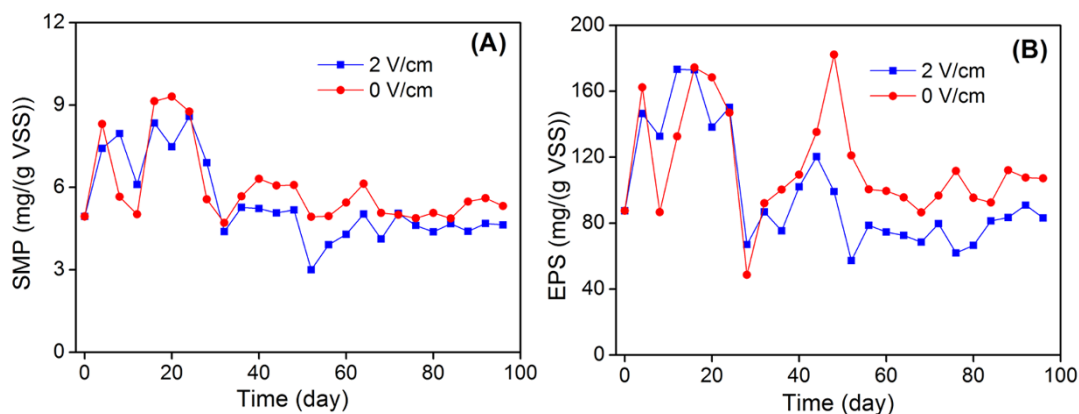 (A)
2 V/cm
0 V/cm
SMP (mg/(g VSS))
12
9
6
3
0
0 20 40 60 80 100
Time (day)
(B)
2 V/cm
0 V/cm
EPS (mg/(g VSS))
200
160
120
80
40
0
0 20 40 60 80 100
Time (day)